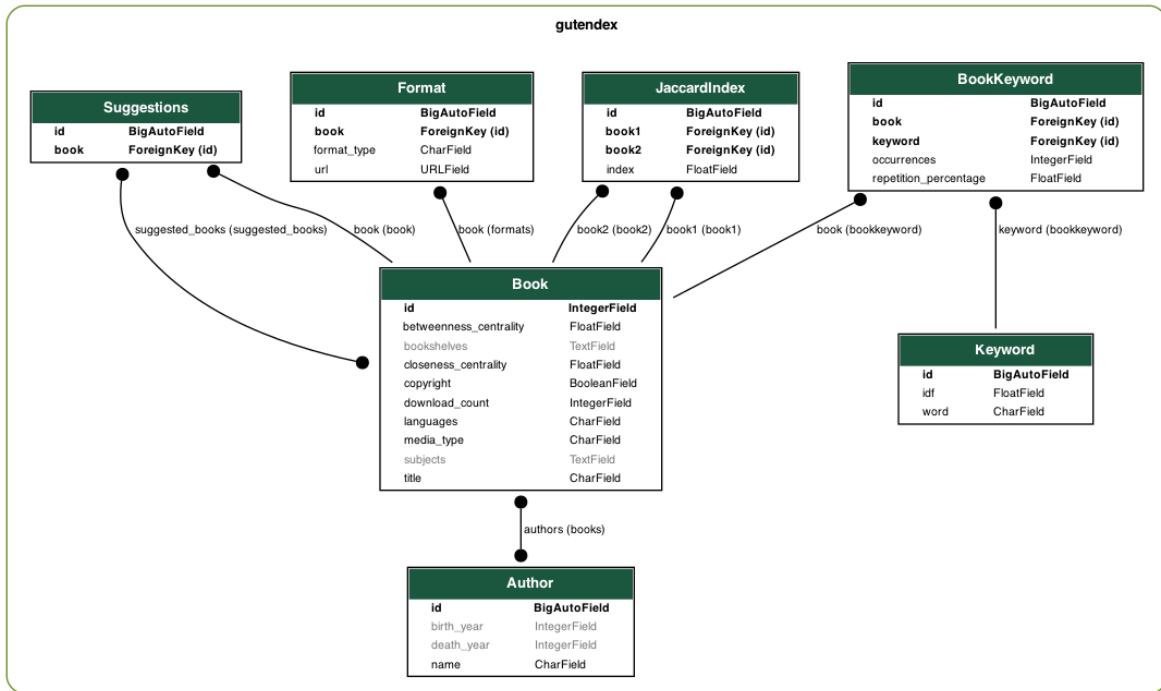 gutendex
Suggestions
id BigAutoField
book ForeignKey (id)
Format
id BigAutoField
book ForeignKey (id)
format_type CharField
url URLField
JaccardIndex
id BigAutoField
book1 ForeignKey (id)
book2 ForeignKey (id)
index FloatField
BookKeyword
id BigAutoField
book ForeignKey (id)
keyword ForeignKey (id)
occurrences IntegerField
repetition_percentage FloatField
suggested_books (suggested_books)
book (book)
book (formats)
book2 (book2)
book1 (book1)
book (bookkeyword)
keyword (bookkeyword)
Book
id IntegerField
betweenness_centrality FloatField
bookshelves TextField
closeness_centrality FloatField
copyright BooleanField
download_count IntegerField
languages CharField
media_type CharField
subjects TextField
title CharField
Keyword
id BigAutoField
idf FloatField
word CharField
authors (books)
Author
id BigAutoField
birth_year IntegerField
death_year IntegerField
name CharField